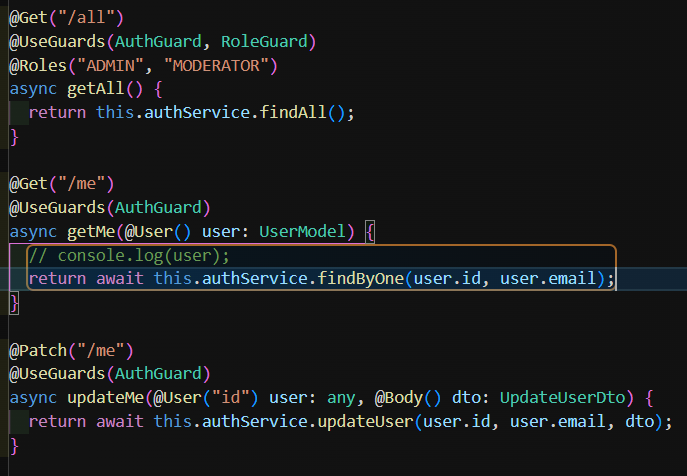 @Get("/all")
@UseGuards(AuthGuard, RoleGuard)
@Roles("ADMIN", "MODERATOR")
async getAll() {
  return this.authService.findAll();
}

@Get("/me")
@UseGuards(AuthGuard)
async getMe(@User() user: UserModel) {
  // console.log(user);
  return await this.authService.findByOne(user.id, user.email);
}

@Patch("/me")
@UseGuards(AuthGuard)
async updateMe(@User("id") user: any, @Body() dto: UpdateUserDto) {
  return await this.authService.updateUser(user.id, user.email, dto);
}